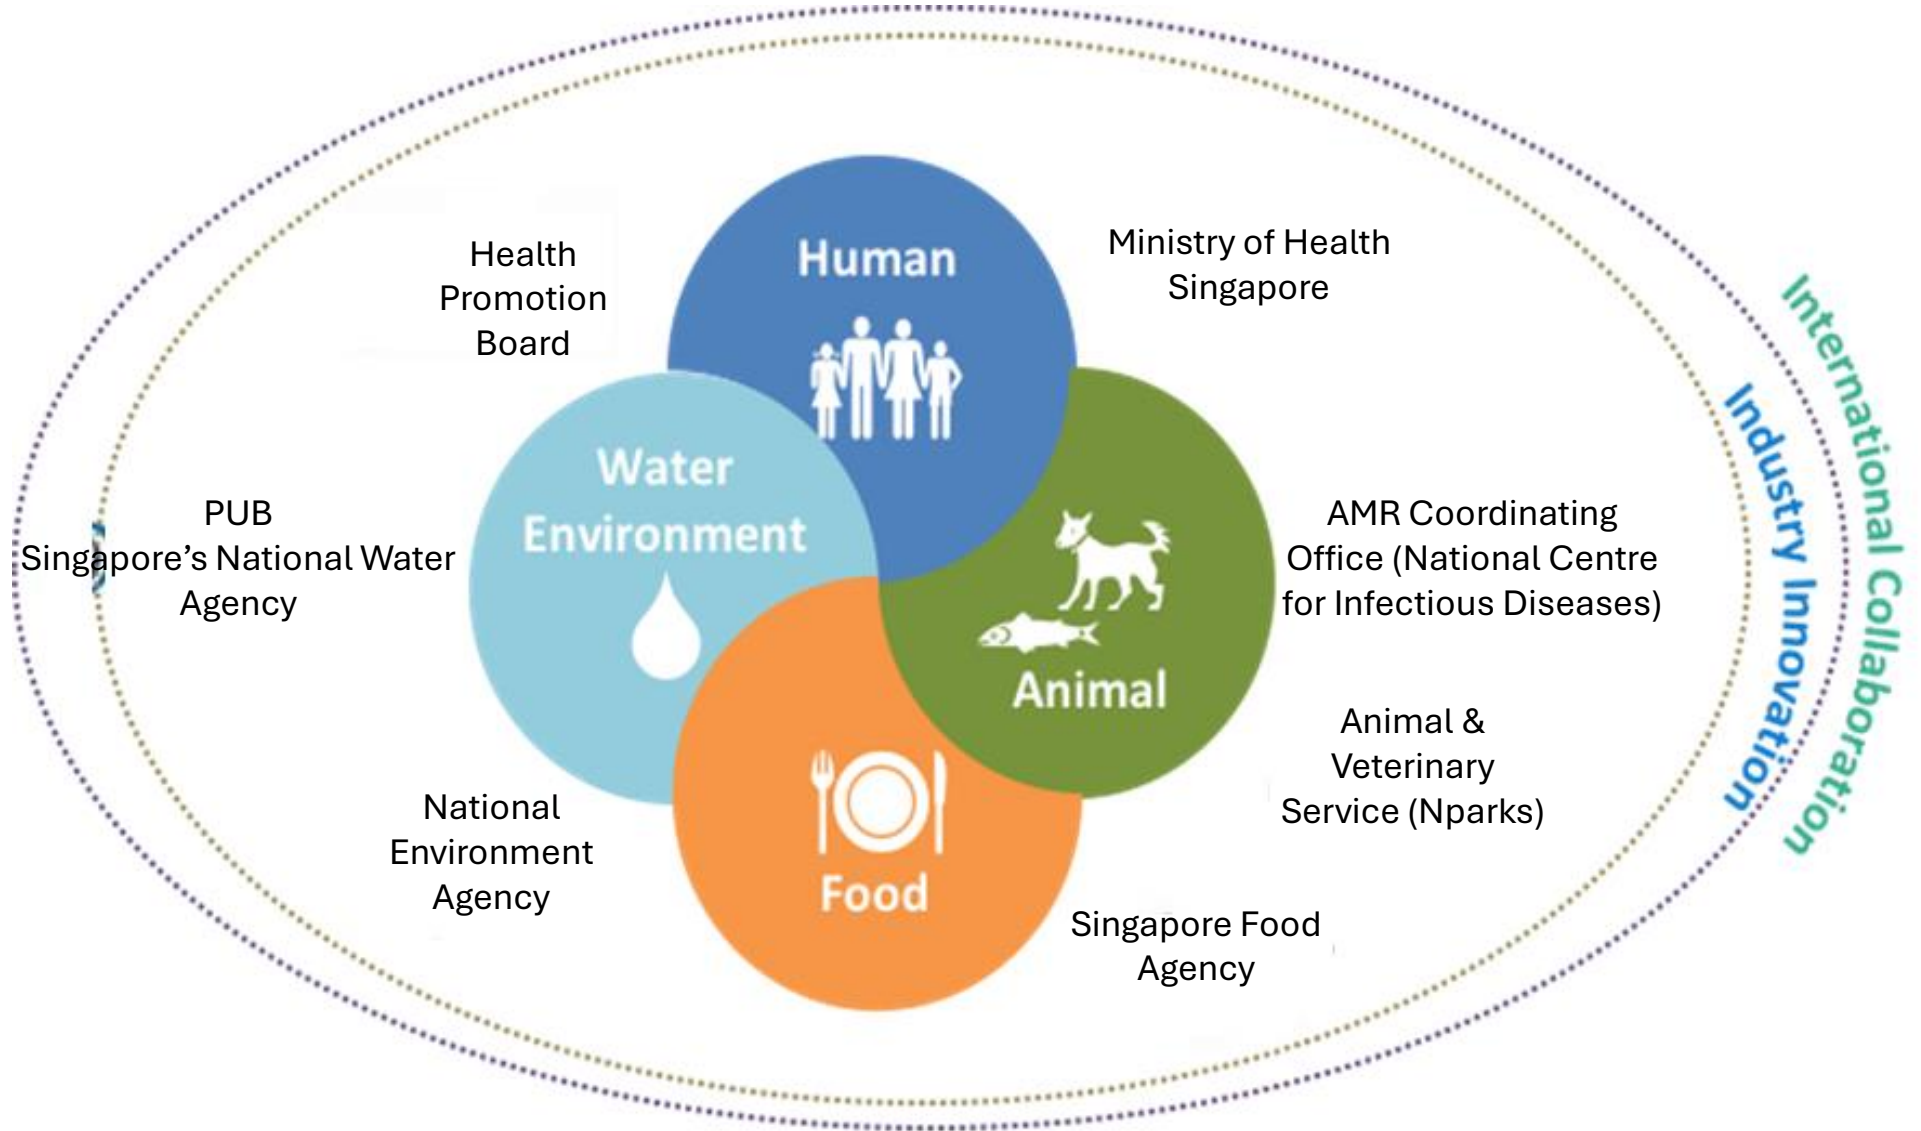 Human
Health
Promotion
Board
Ministry of Health
Singapore
Water
Environment
PUB
Singapore’s National Water
Agency
AMR Coordinating
Office (National Centre
for Infectious Diseases)
Animal
Animal &
Veterinary
Service (Nparks)
National
Environment
Agency
Food
Singapore Food
Agency
Industry Innovation
International Collaboration